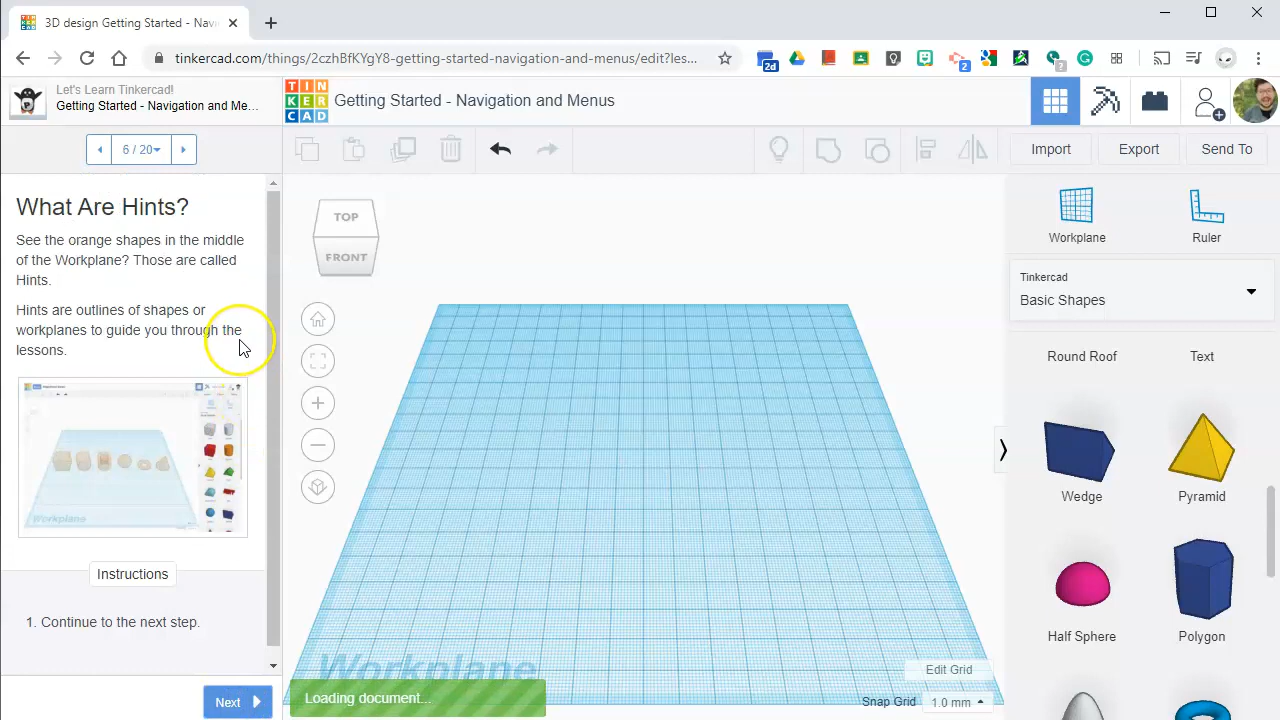 3D design Getting Started - Navi
tinkercad.com/things/2czhBfKYgY8-getting-started-navigation-and-menus/edit?les...
2d
2
?
Let's Learn Tinkercad!
Getting Started - Navigation and Me...
TIN
KER
CAD
Getting Started - Navigation and Menus
6 / 20
Import
Export
Send To
What Are Hints?
See the orange shapes in the middle
of the Workplane? Those are called
Hints.
Hints are outlines of shapes or
workplanes to guide you through the
lessons.
Workplane
Instructions
1. Continue to the next step.
Next
TOP
FRONT
Workplane
Loading document...
Edit Grid
Snap Grid
1.0 mm
Workplane
Ruler
Tinkercad
Basic Shapes
Round Roof
Text
Wedge
Pyramid
Half Sphere
Polygon